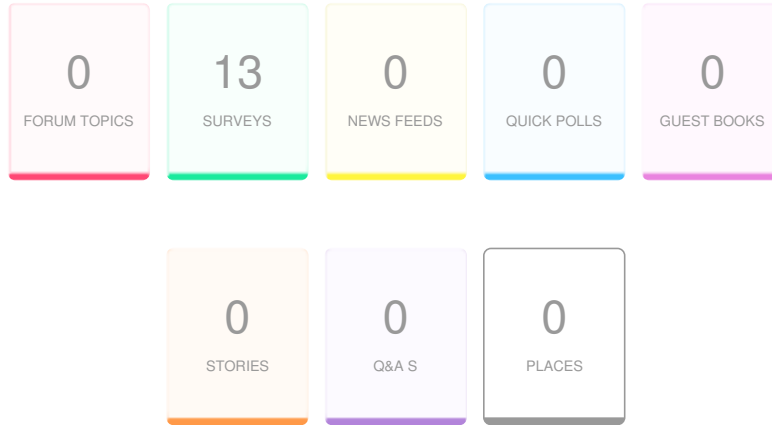 0
FORUM TOPICS
13
SURVEYS
0
NEWS FEEDS
0
QUICK POLLS
0
GUEST BOOKS
0
STORIES
0
Q&A S
0
PLACES